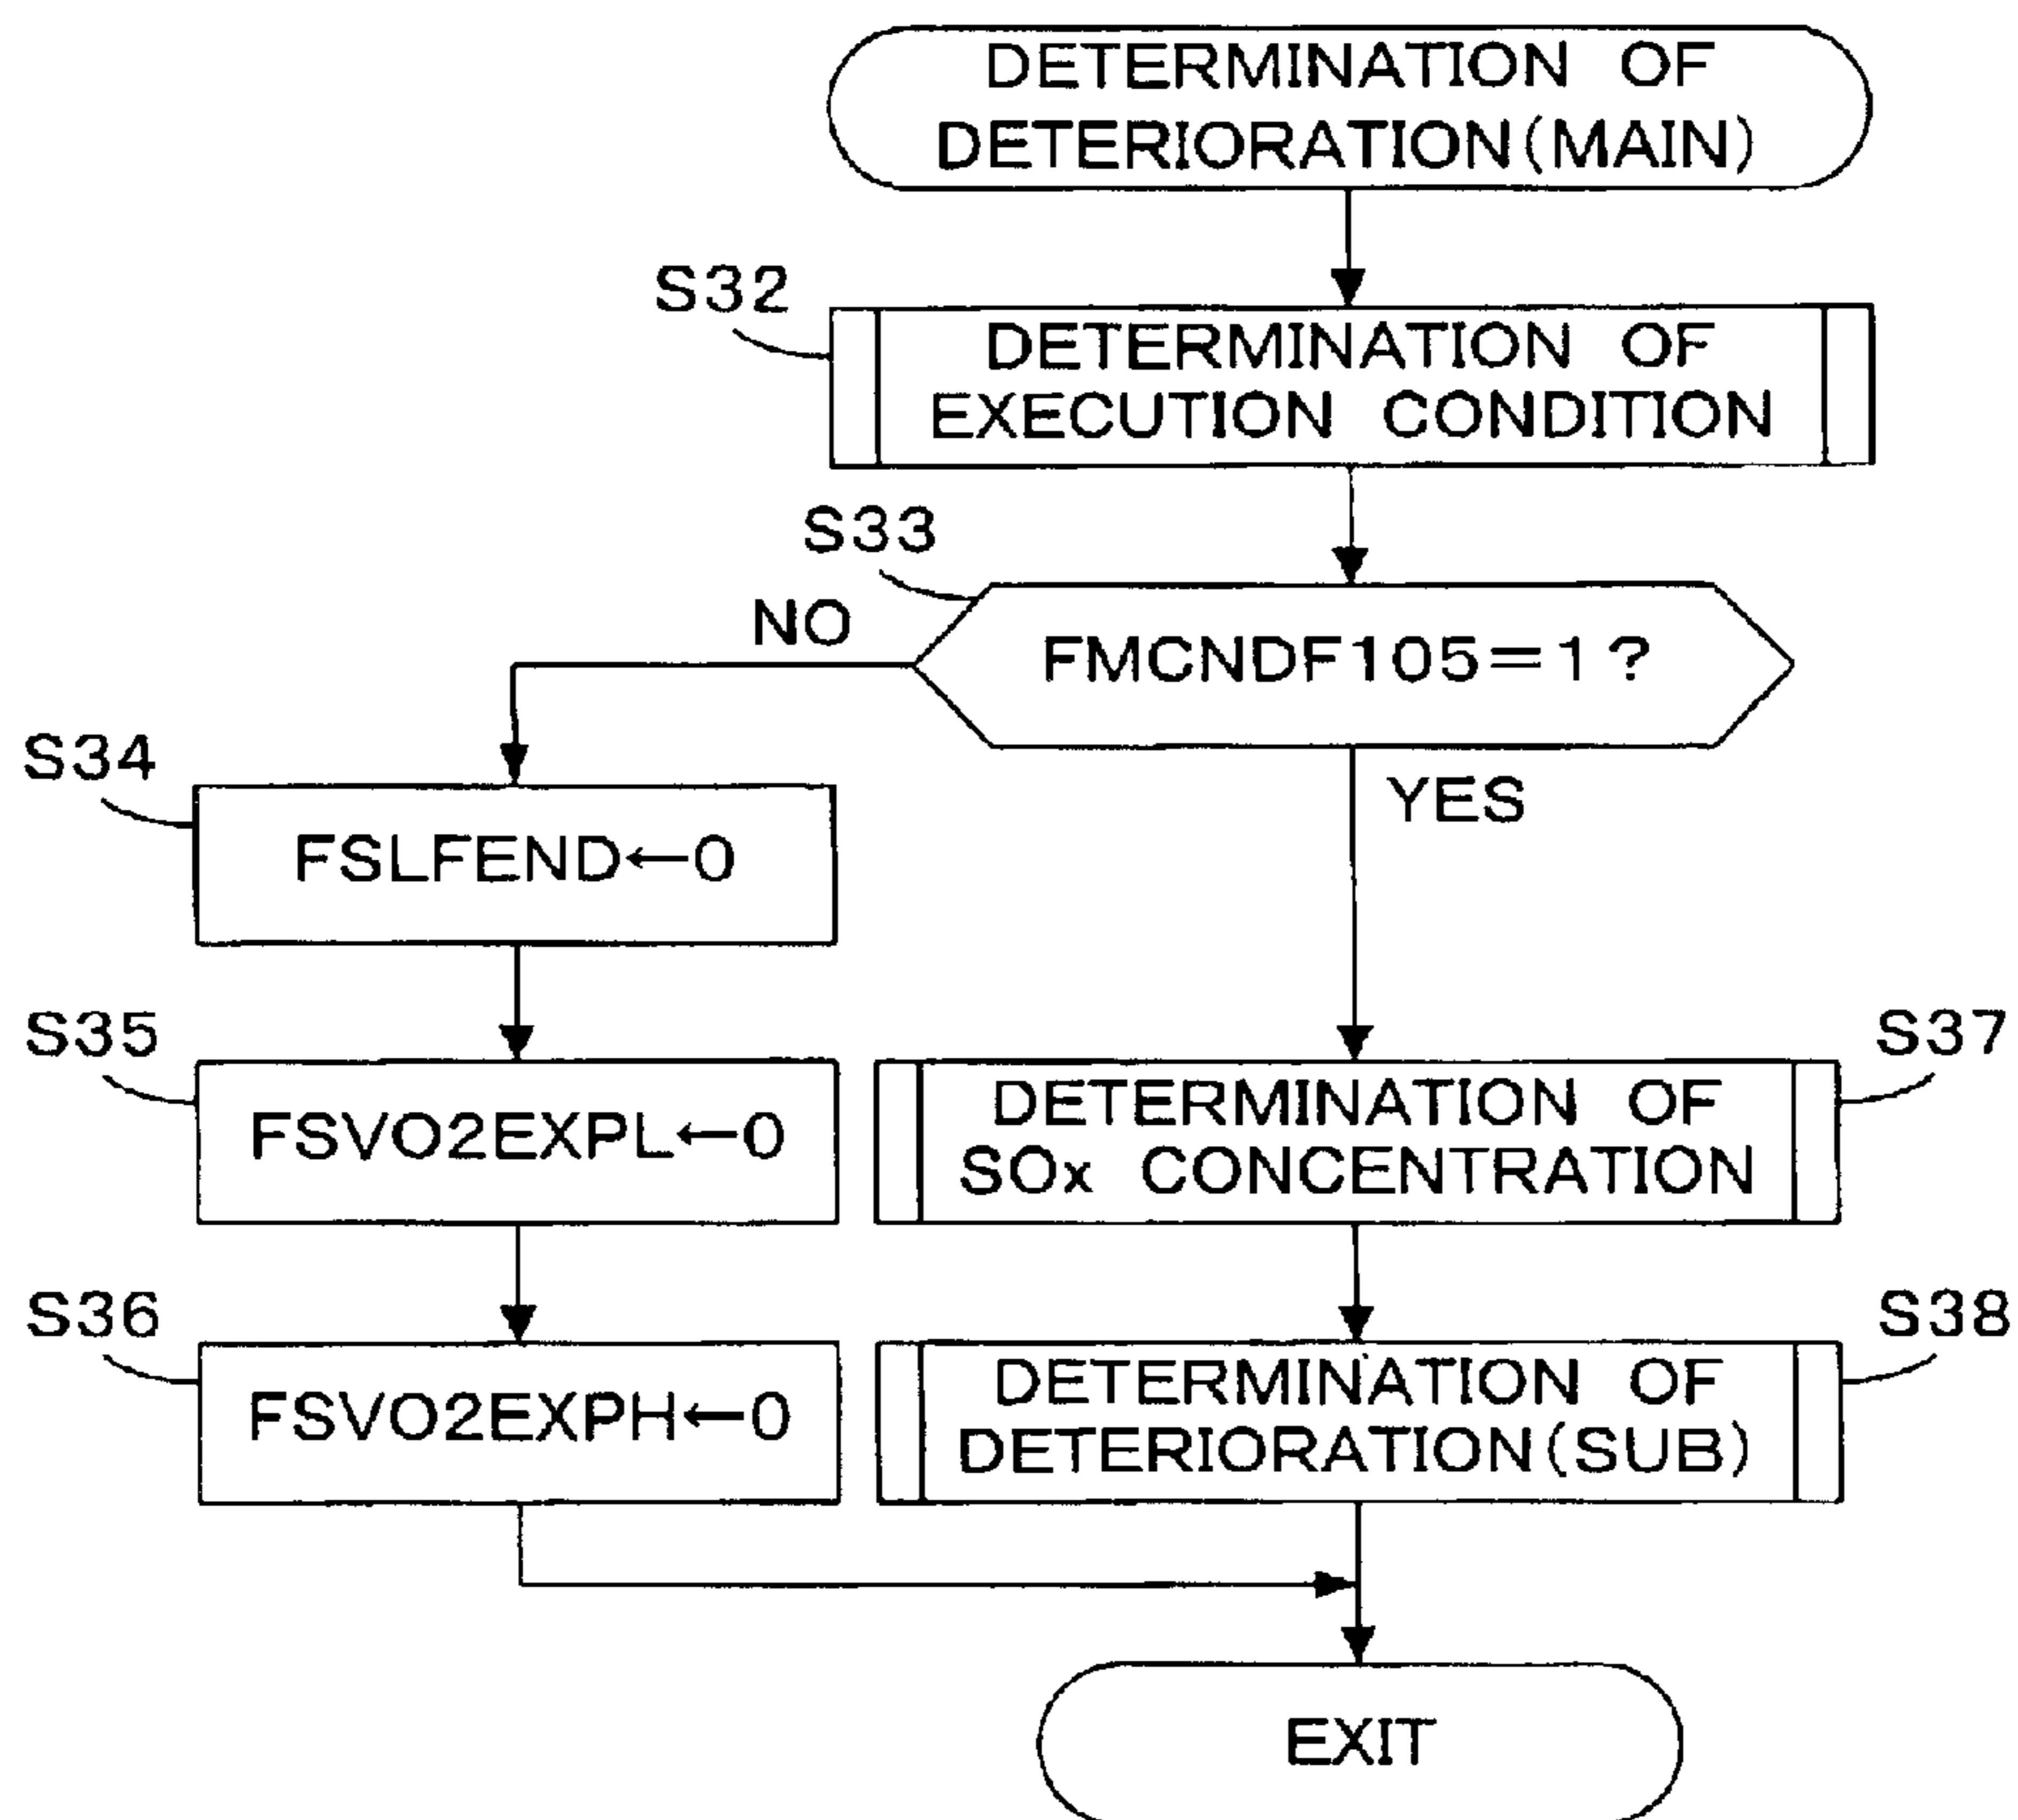 DETERMINATION OF
DETERIORATION(MAIN)
S32
DETERMINATION OF
EXECUTION CONDITION
S33
NO
FMCNDF105=1?
YES
S34
FSLFEND←0
S35
FSVO2EXPL←0
S36
FSVO2EXPH←0
S37
DETERMINATION OF
SOx CONCENTRATION
S38
DETERMINATION OF
DETERIORATION(SUB)
EXIT